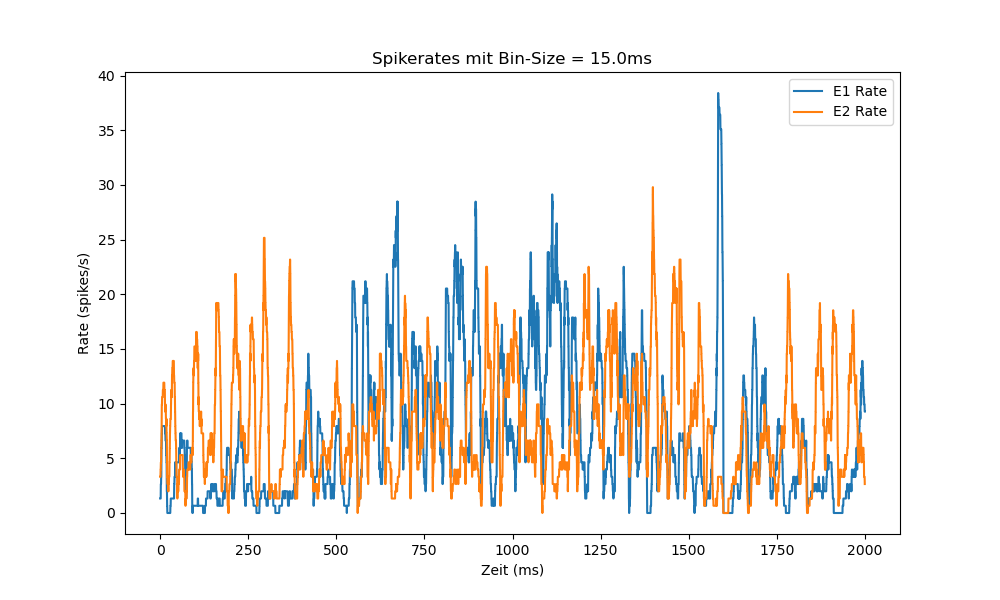 Spikerates mit Bin-Size = 15.0ms
40
35
30
25
20
15
10
5
0
Rate (spikes/s)
E1 Rate
E2 Rate
0 250 500 750 1000 1250 1500 1750 2000
Zeit (ms)